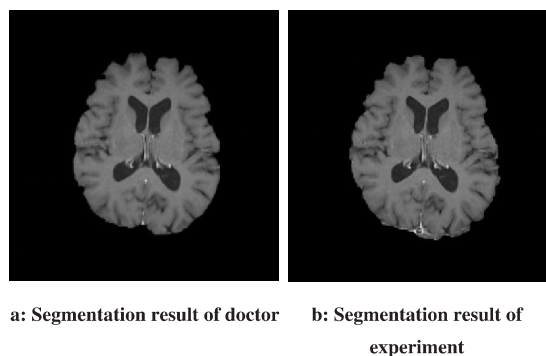 a: Segmentation result of doctor
b: Segmentation result of
experiment